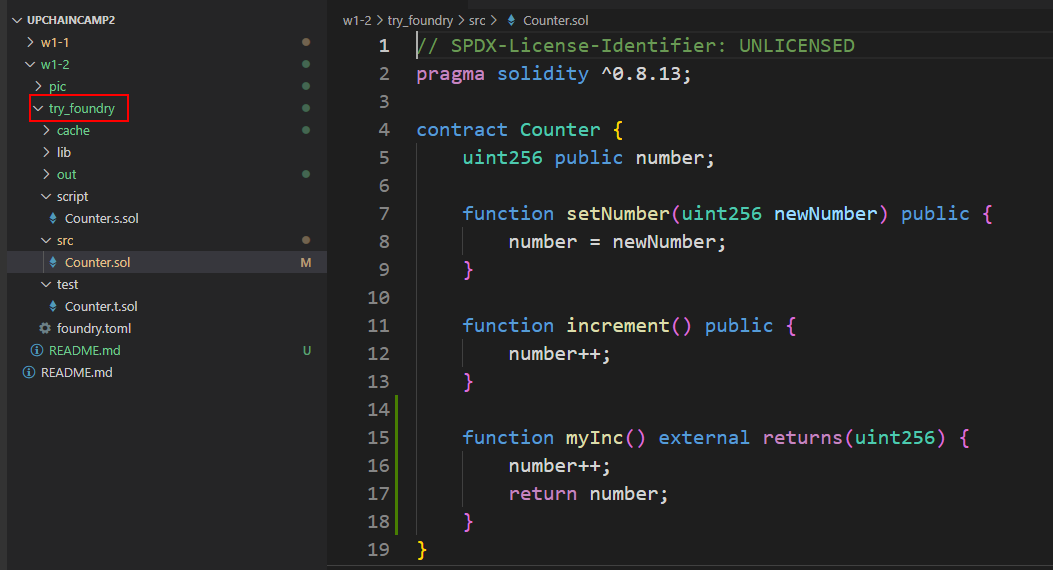 UPCHAINCAMP2
w1-1
w1-2
pic
try_foundry
cache
lib
out
script
Counter.s.sol
src
Counter.sol M
test
Counter.t.sol
foundry.toml
README.md U
README.md
w1-2 > try_foundry > src > Counter.sol
1 // SPDX-License-Identifier: UNLICENSED
2 pragma solidity ^0.8.13;
3
4 contract Counter {
5     uint256 public number;
6
7     function setNumber(uint256 newNumber) public {
8         number = newNumber;
9     }
10
11     function increment() public {
12         number++;
13     }
14
15     function myInc() external returns(uint256) {
16         number++;
17         return number;
18     }
19 }